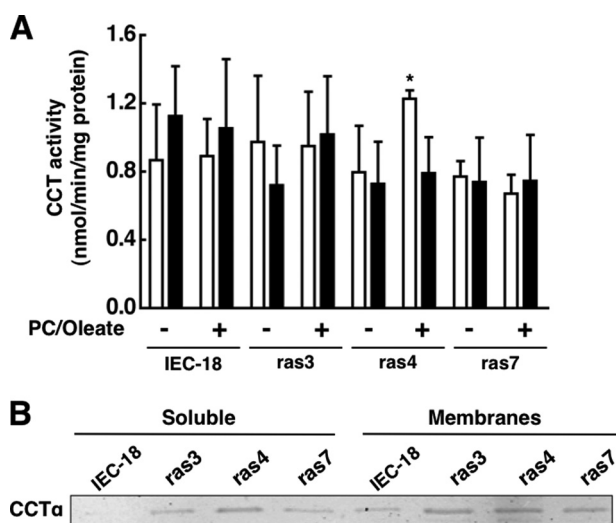 A
CCT activity
(nmol/min/mg protein)
1.6
1.2
0.8
0.4
0.0
*
PC/Oleate - + - + - + - +
IEC-18 ras3 ras4 ras7
B
Soluble Membranes
IEC-18 ras3 ras4 ras7 IEC-18 ras3 ras4 ras7
CCTα